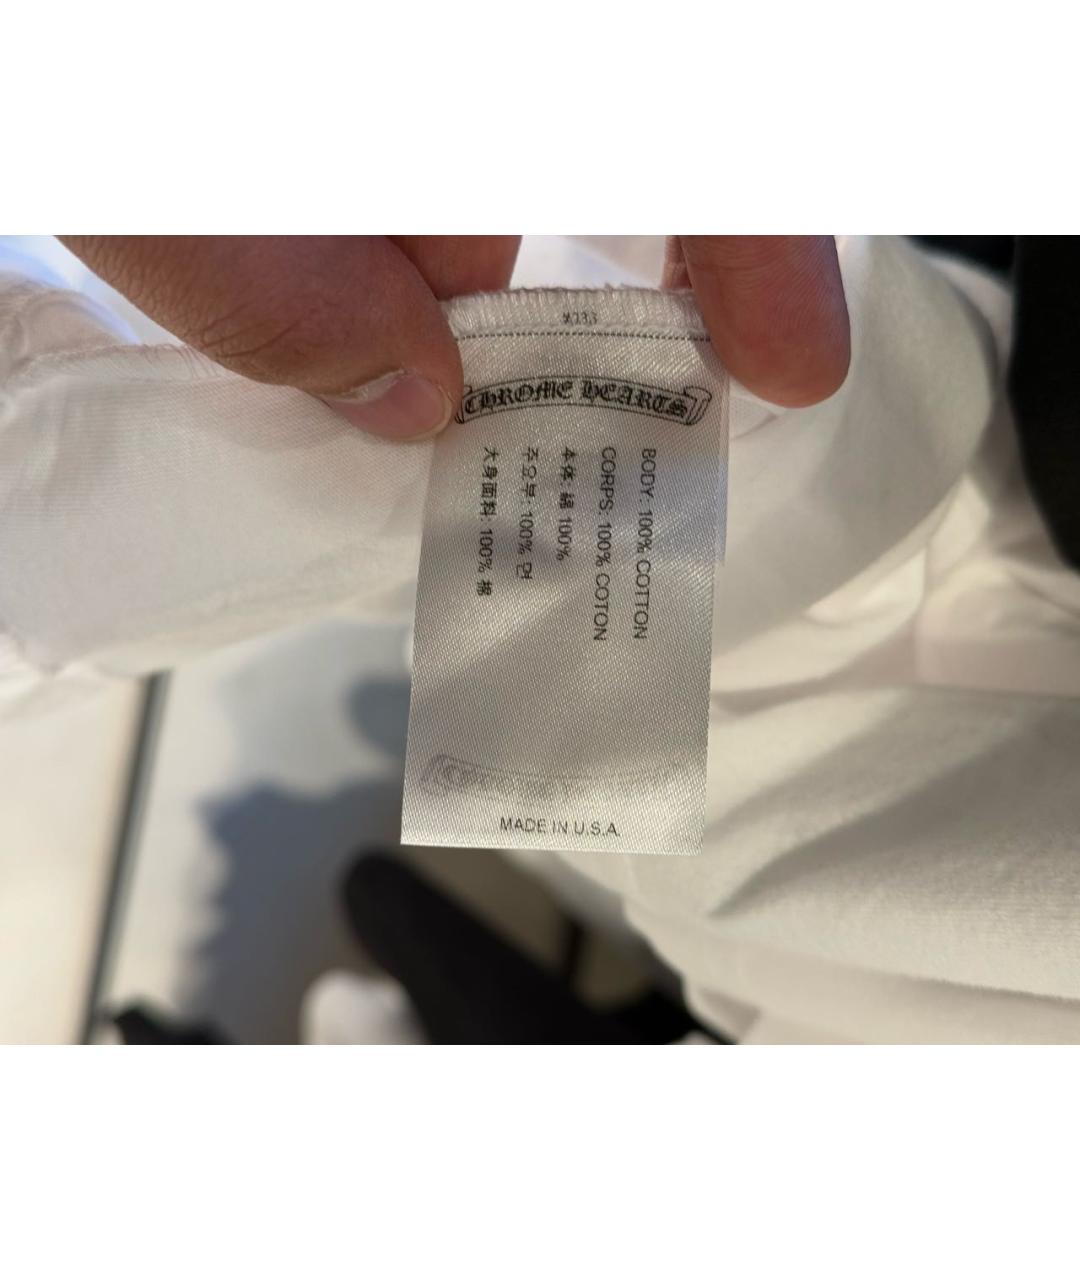 CHROME HEARTS
BODY: 100% COTTON
CORPS: 100% COTON
本体: 綿 100%
주요부: 100% 면
大身面料: 100% 棉
MADE IN U.S.A.